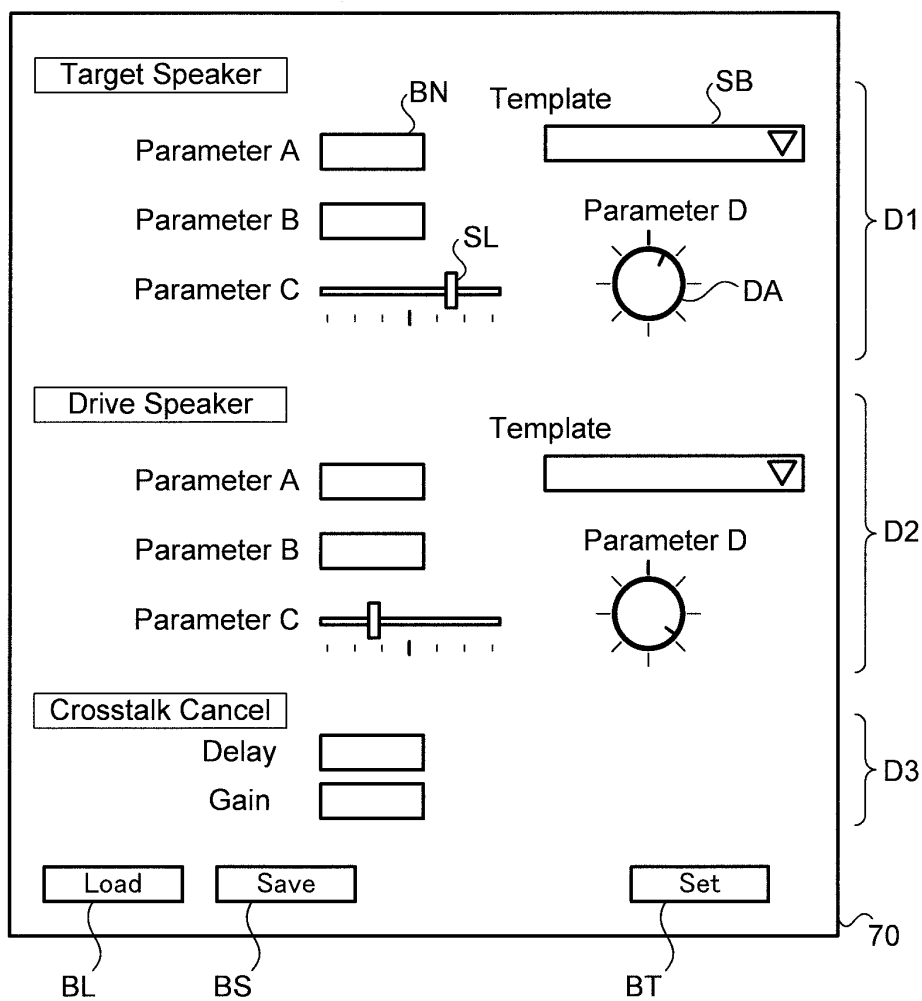 Target Speaker
BN
Template
SB
Parameter A
Parameter B
Parameter D
D1
SL
Parameter C
DA
Drive Speaker
Template
Parameter A
D2
Parameter B
Parameter D
Parameter C
Crosstalk Cancel
Delay
D3
Gain
Load
Save
Set
70
BL
BS
BT